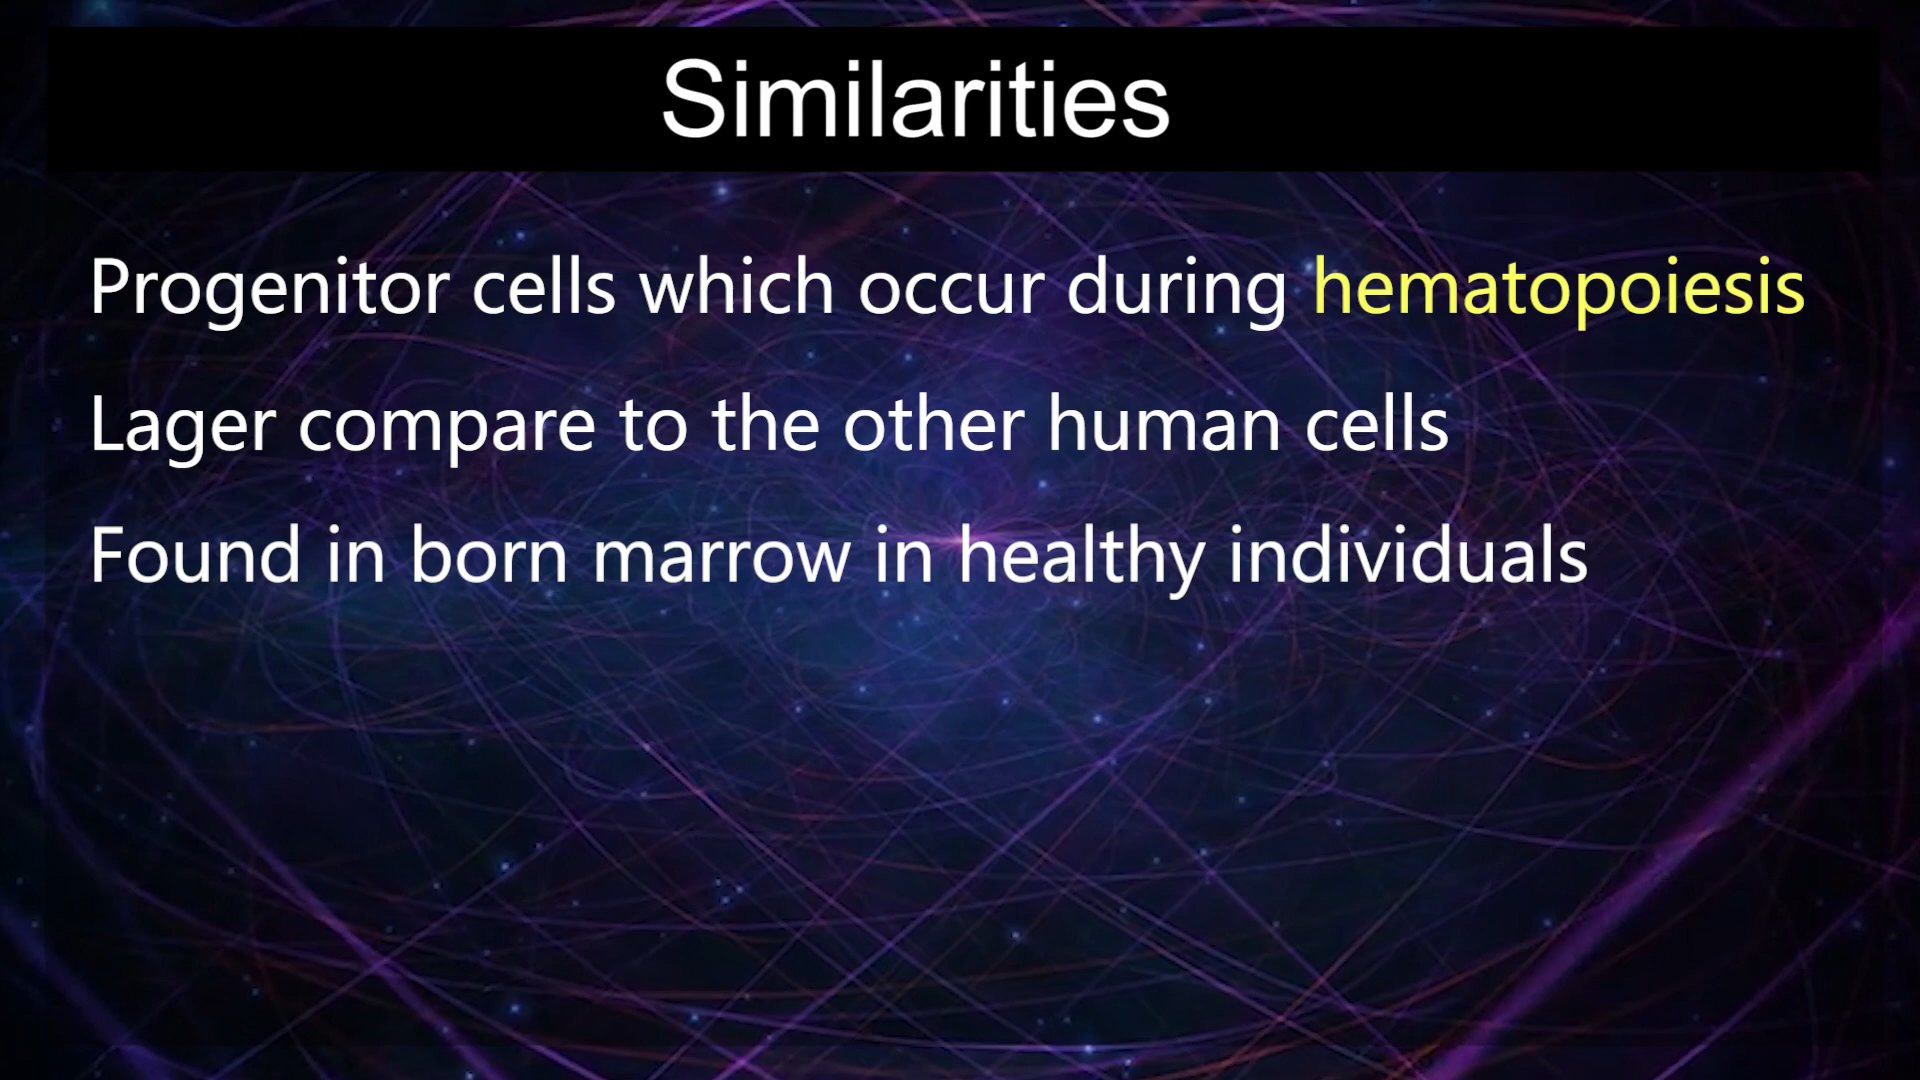 Similarities
Progenitor cells which occur during hematopoiesis
Lager compare to the other human cells
Found in born marrow in healthy individuals